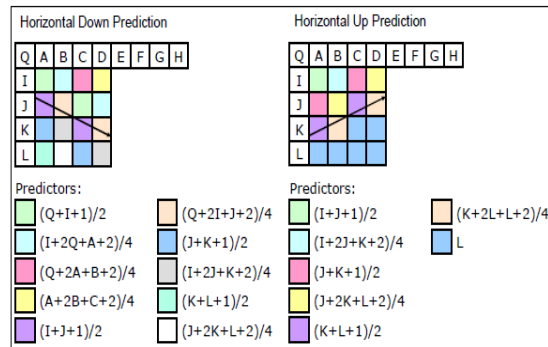 Horizontal Down Prediction
Q A B C D E F G H
I
J
K
L
Predictors:
(Q+I+1)/2
(I+2Q+A+2)/4
(Q+2A+B+2)/4
(A+2B+C+2)/4
(I+J+1)/2
(Q+2I+J+2)/4
(J+K+1)/2
(I+2J+K+2)/4
(K+L+1)/2
(J+2K+L+2)/4
Horizontal Up Prediction
Q A B C D E F G H
I
J
K
L
Predictors:
(I+J+1)/2
(I+2J+K+2)/4
(J+K+1)/2
(J+2K+L+2)/4
(K+L+1)/2
(K+2L+L+2)/4
L